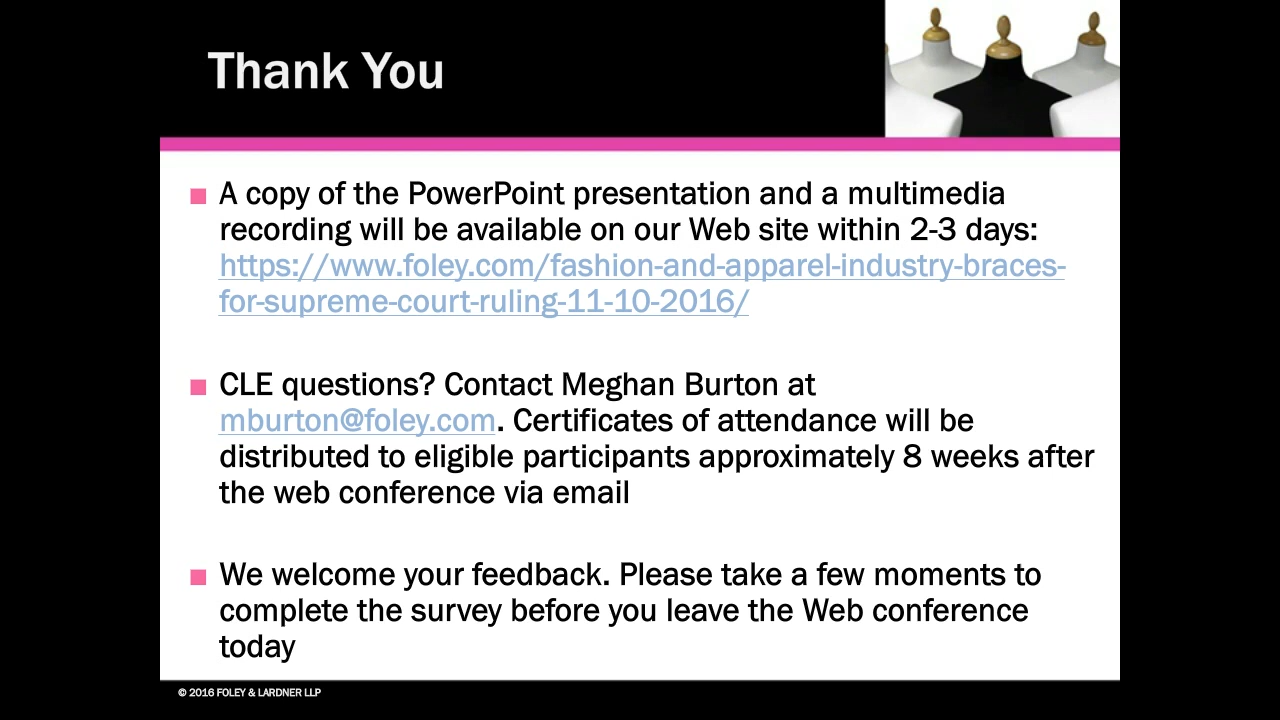 Thank You
A copy of the PowerPoint presentation and a multimedia
recording will be available on our Web site within 2-3 days:
https://www.foley.com/fashion-and-apparel-industry-braces-
for-supreme-court-ruling-11-10-2016/
CLE questions? Contact Meghan Burton at
mburton@foley.com. Certificates of attendance will be
distributed to eligible participants approximately 8 weeks after
the web conference via email
We welcome your feedback. Please take a few moments to
complete the survey before you leave the Web conference
today
© 2016 FOLEY & LARDNER LLP